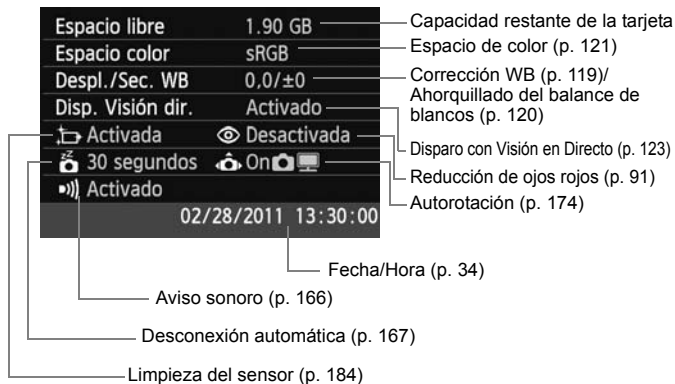 Espacio libre 1.90 GB
Espacio color sRGB
Despl./Sec. WB 0,0/±0
Disp. Visión dir. Activado
Activada Desactivada
30 segundos On
Activado
02/28/2011 13:30:00
Capacidad restante de la tarjeta
Espacio de color (p. 121)
Corrección WB (p. 119)/
Ahorquillado del balance de
blancos (p. 120)
Disparo con Visión en Directo (p. 123)
Reducción de ojos rojos (p. 91)
Autorotación (p. 174)
Fecha/Hora (p. 34)
Aviso sonoro (p. 166)
Desconexión automática (p. 167)
Limpieza del sensor (p. 184)